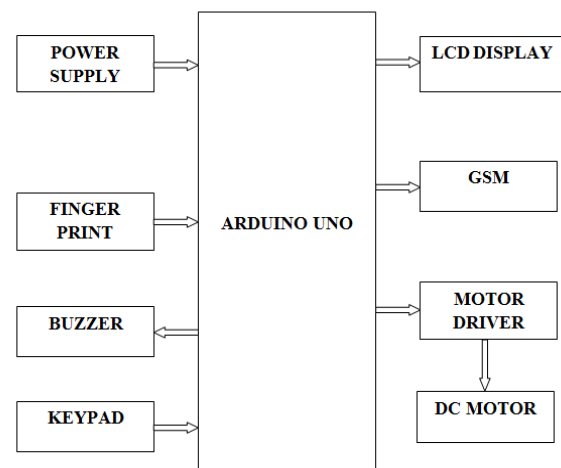 POWER
SUPPLY
FINGER
PRINT
BUZZER
KEYPAD
ARDUINO UNO
LCD DISPLAY
GSM
MOTOR
DRIVER
DC MOTOR